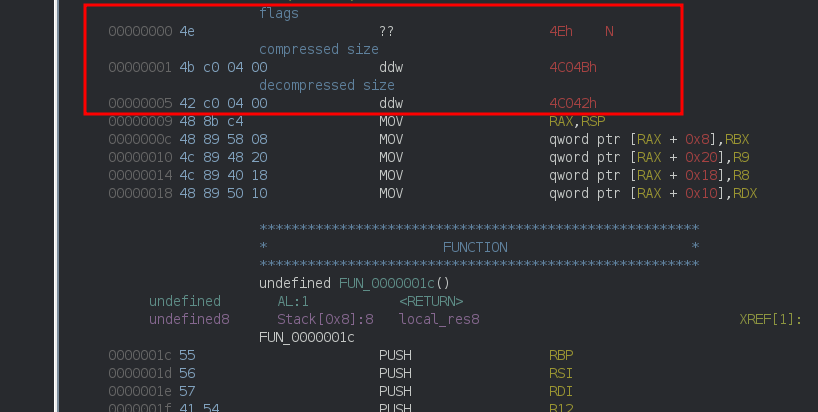 flags
00000000 4e ?? 4Eh N
compressed size
00000001 4b c0 04 00 ddw 4C04Bh
decompressed size
00000005 42 c0 04 00 ddw 4C042h
00000009 48 8b c4 MOV RAX,RSP
0000000c 48 89 58 08 MOV qword ptr [RAX + 0x8],RBX
00000010 4c 89 48 20 MOV qword ptr [RAX + 0x20],R9
00000014 4c 89 40 18 MOV qword ptr [RAX + 0x18],R8
00000018 48 89 50 10 MOV qword ptr [RAX + 0x10],RDX
*******************************************************
* FUNCTION *
*******************************************************
undefined FUN_0000001c()
undefined AL:1 <RETURN>
undefined8 Stack[0x8]:8 local_res8 XREF[1]:
FUN_0000001c
0000001c 55 PUSH RBP
0000001d 56 PUSH RSI
0000001e 57 PUSH RDI
0000001f 41 54 PUSH R12